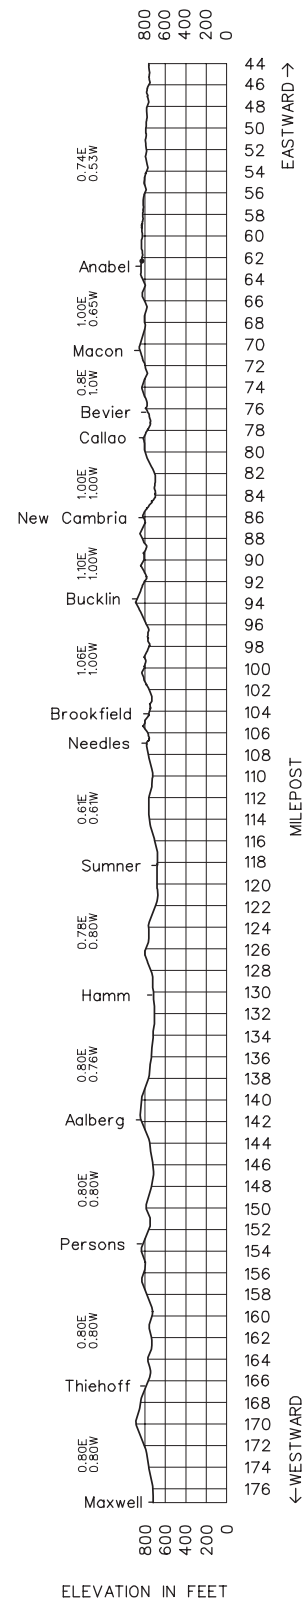 800 600 400 200 0
44
EASTWARD →
46
48
50
0.74E
0.53W
52
54
56
58
60
62
Anabel
64
1.00E
0.65W
66
68
70
Macon
72
0.8E
1.0W
74
76
Bevier
78
Callao
80
1.00E
1.00W
82
84
New Cambria
86
88
1.10E
1.00W
90
92
Bucklin
94
96
98
1.06E
1.00W
100
102
Brookfield
104
106
Needles
108
MILEPOST
110
0.61E
0.61W
112
114
116
Sumner
118
120
122
0.78E
0.80W
124
126
128
Hamm
130
132
134
0.80E
0.76W
136
138
140
Aalberg
142
144
146
0.80E
0.80W
148
150
152
Persons
154
156
158
160
0.80E
0.80W
162
164
Thiehoff
166
168
←WESTWARD
170
0.80E
0.80W
172
174
176
Maxwell
800 600 400 200 0
ELEVATION IN FEET